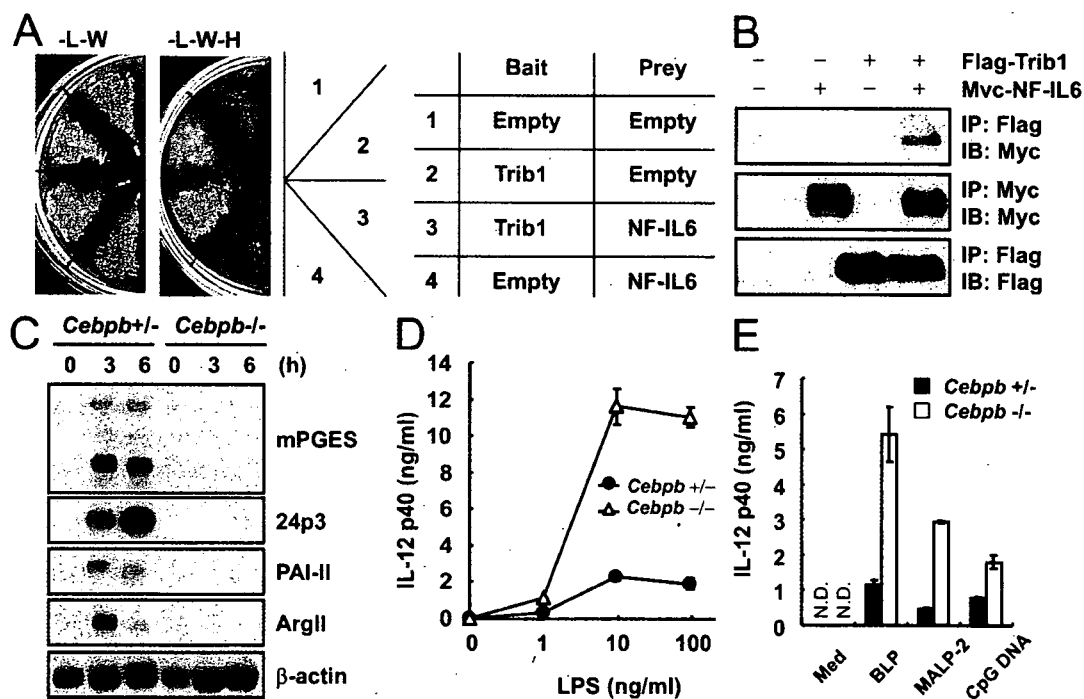 A
-L-W
-L-W-H
1
2
3
4
Bait Prey
1 Empty Empty
2 Trib1 Empty
3 Trib1 NF-IL6
4 Empty NF-IL6
B
− − + + Flag-Trib1
− + − + Mvc-NF-IL6
IP: Flag
IB: Myc
IP: Myc
IB: Myc
IP: Flag
IB: Flag
C
Cebpb+/- Cebpb-/-
0 3 6 0 3 6 (h)
mPGES
24p3
PAI-II
ArgII
β-actin
D
IL-12 p40 (ng/ml)
14
12
10
8
6
4
2
0
Cebpb +/−
Cebpb −/−
0 1 10 100
LPS (ng/ml)
E
IL-12 p40 (ng/ml)
7
6
5
4
3
2
1
0
Cebpb +/-
Cebpb -/-
N.D.
N.D.
Med BLP MALP-2 CpG DNA